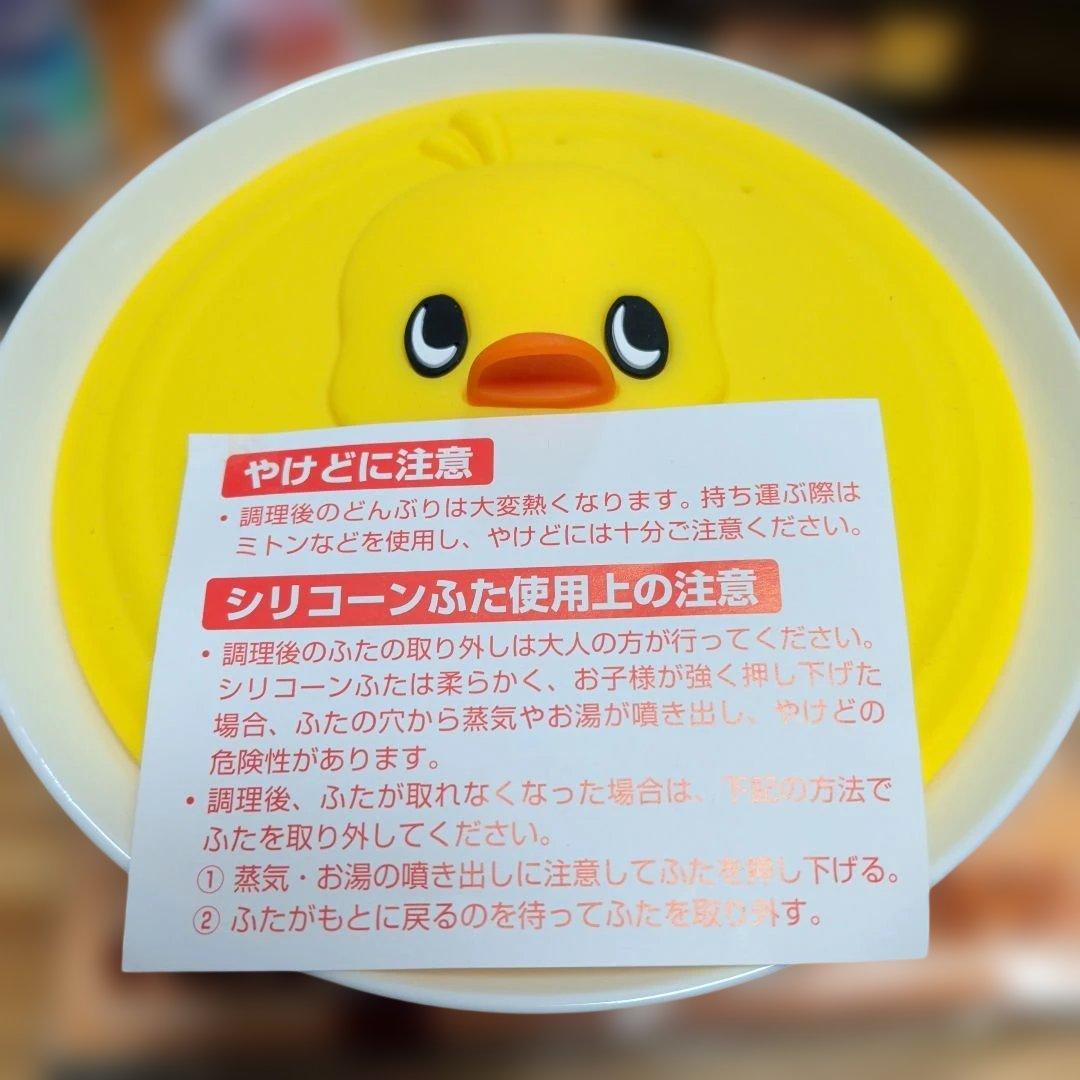 やけどに注意
・調理後のどんぶりは大変熱くなります。持ち運ぶ際は
ミトンなどを使用し、やけどには十分ご注意ください。
シリコーンふた使用上の注意
・調理後のふたの取り外しは大人の方が行ってください。
シリコーンふたは柔らかく、お子様が強く押し下げた
場合、ふたの穴から蒸気やお湯が噴き出し、やけどの
危険性があります。
・調理後、ふたが取れなくなった場合は、下記の方法で
ふたを取り外してください。
① 蒸気・お湯の噴き出しに注意してふたを押し下げる。
② ふたがもとに戻るのを待ってふたを取り外す。